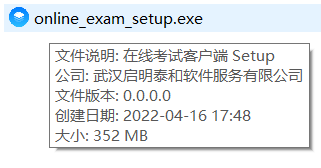 online_exam_setup.exe
文件说明: 在线考试客户端 Setup
公司: 武汉启明泰和软件服务有限公司
文件版本: 0.0.0.0
创建日期: 2022-04-16 17:48
大小: 352 MB